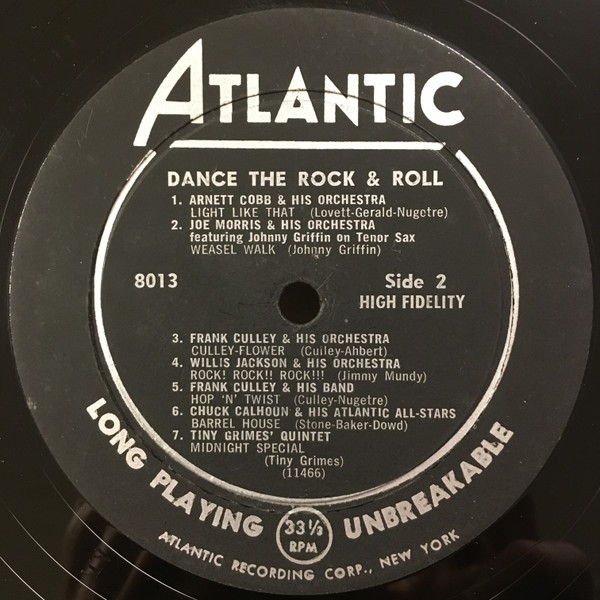 ATLANTIC
DANCE THE ROCK & ROLL
1. ARNETT COBB & HIS ORCHESTRA
LIGHT LIKE THAT (Lovett-Gerald-Nugetre)
2. JOE MORRIS & HIS ORCHESTRA
featuring Johnny Griffin on Tenor Sax
WEASEL WALK (Johnny Griffin)
8013
Side 2
HIGH FIDELITY
3. FRANK CULLEY & HIS ORCHESTRA
CULLEY-FLOWER (Culley-Ahbert)
4. WILLIS JACKSON & HIS ORCHESTRA
ROCK! ROCK!! ROCK!!! (Jimmy Mundy)
5. FRANK CULLEY & HIS BAND
HOP 'N' TWIST (Culley-Nugetre)
6. CHUCK CALHOUN & HIS ATLANTIC ALL-STARS
BARREL HOUSE (Stone-Baker-Dowd)
7. TINY GRIMES' QUINTET
MIDNIGHT SPECIAL
(Tiny Grimes)
(11466)
LONG PLAYING 33⅓ RPM UNBREAKABLE
ATLANTIC RECORDING CORP., NEW YORK